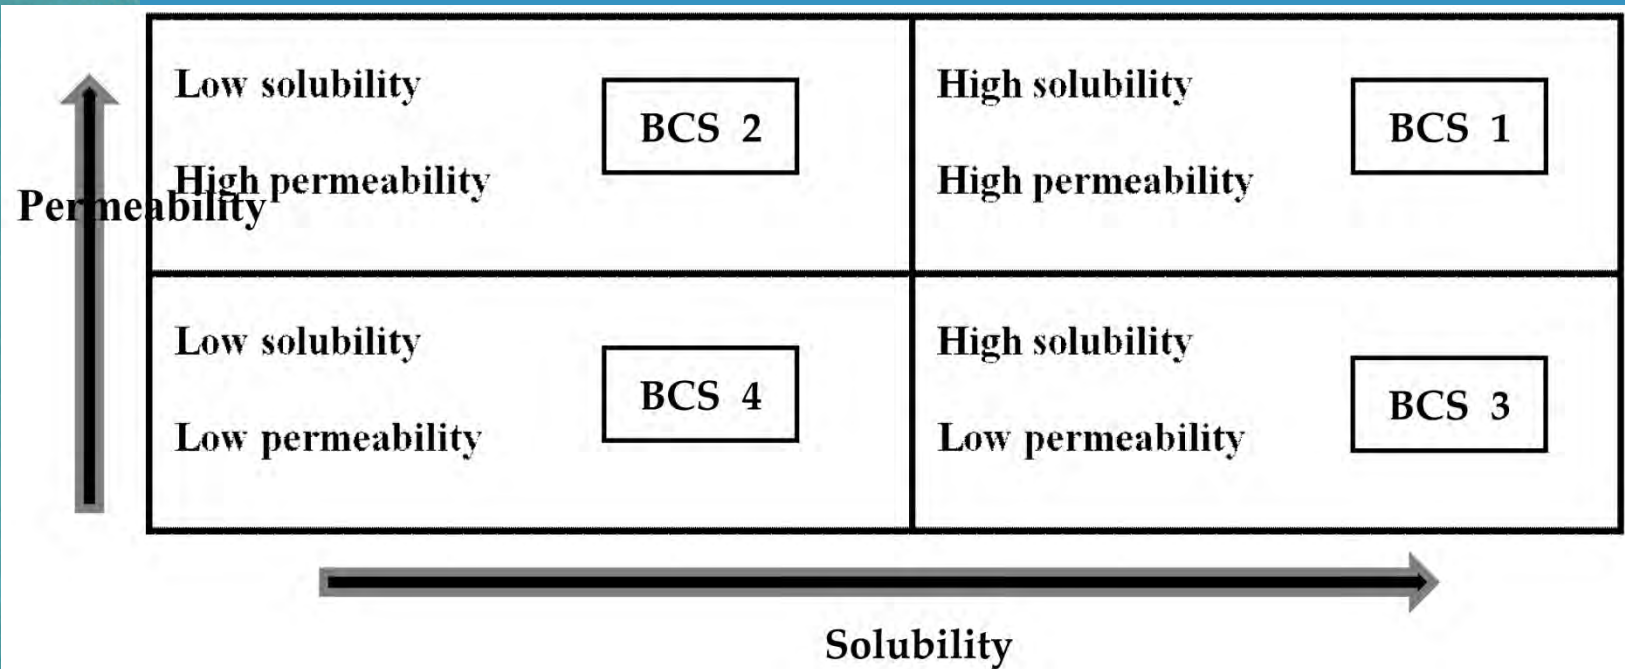 Low solubility
BCS 2
High permeability
High solubility
BCS 1
High permeability
Permeability
Low solubility
BCS 4
Low permeability
High solubility
BCS 3
Low permeability
Solubility